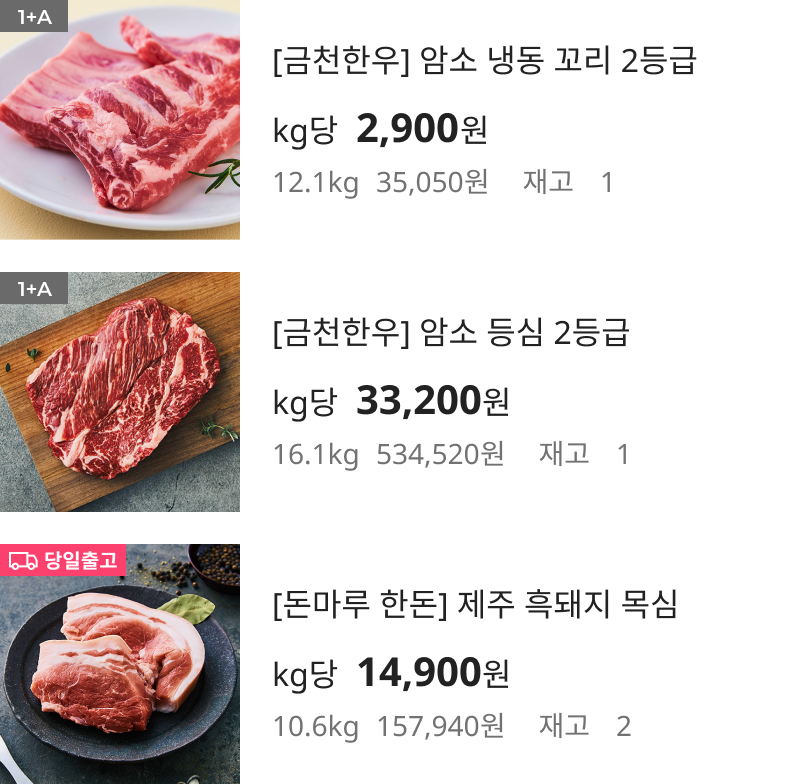 1+A
[금천한우] 암소 냉동 꼬리 2등급
kg당 2,900원
12.1kg 35,050원 재고 1
1+A
[금천한우] 암소 등심 2등급
kg당 33,200원
16.1kg 534,520원 재고 1
당일출고
[돈마루 한돈] 제주 흑돼지 목심
kg당 14,900원
10.6kg 157,940원 재고 2